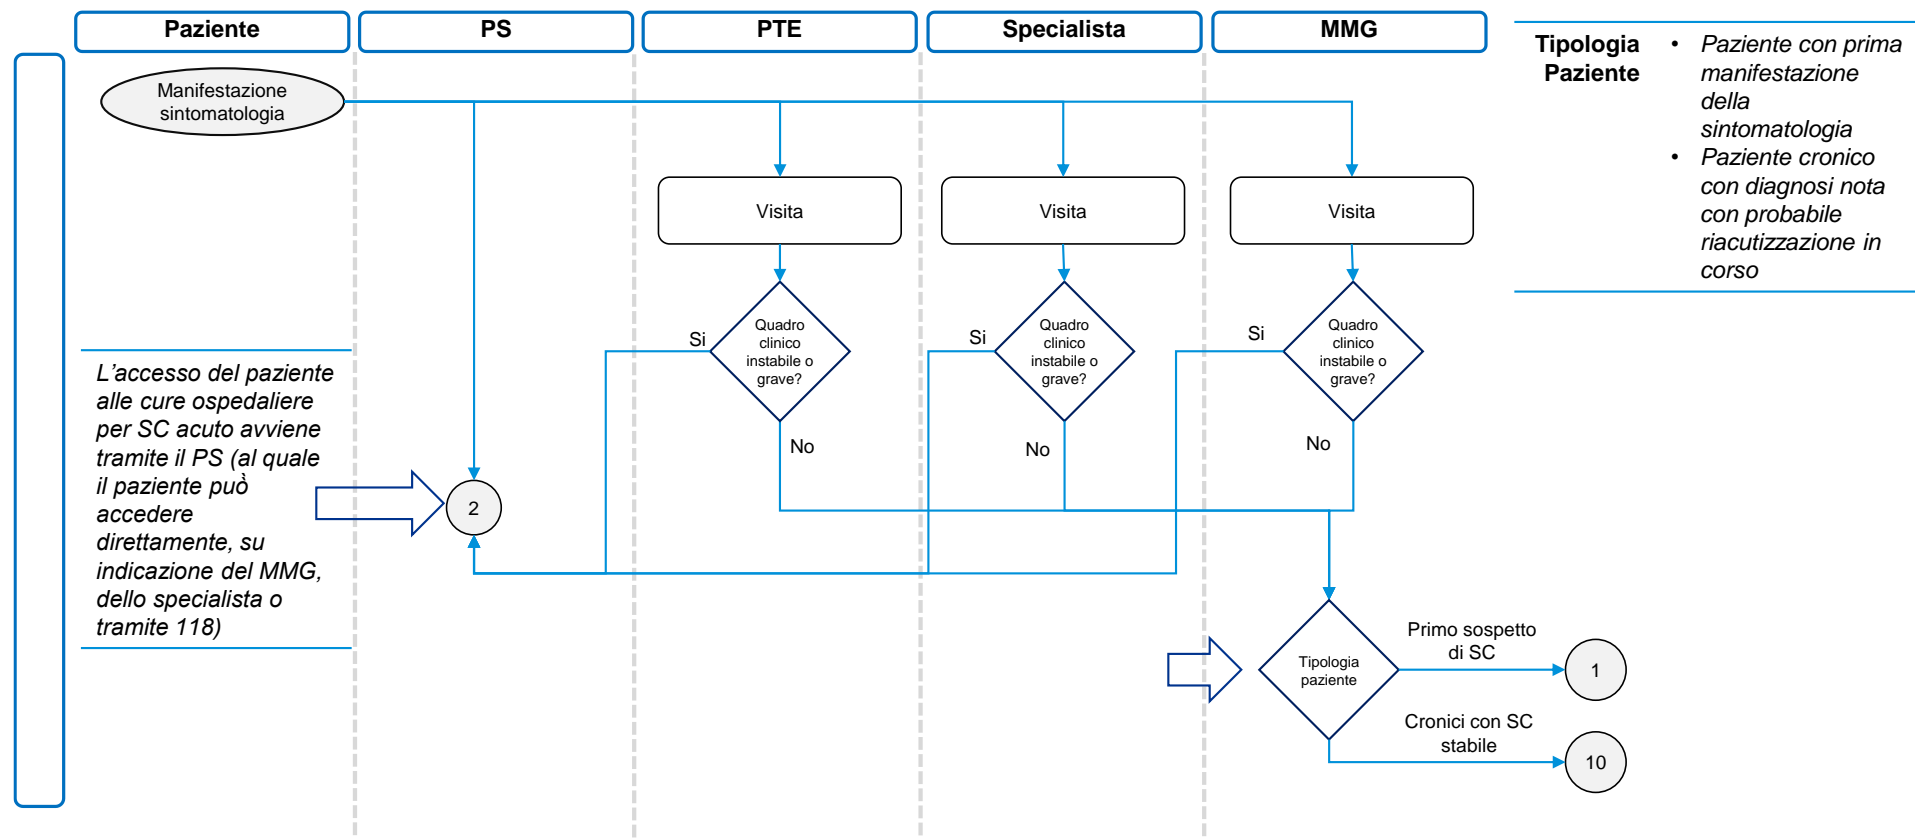 Paziente
PS
PTE
Specialista
MMG
Tipologia
Paziente
• Paziente con prima
manifestazione
della
sintomatologia
• Paziente cronico
con diagnosi nota
con probabile
riacutizzazione in
corso
Manifestazione
sintomatologia
Visita
Visita
Visita
Quadro
clinico
instabile o
grave?
Quadro
clinico
instabile o
grave?
Quadro
clinico
instabile o
grave?
Si
Si
Si
No
No
No
L'accesso del paziente
alle cure ospedaliere
per SC acuto avviene
tramite il PS (al quale
il paziente può
accedere
direttamente, su
indicazione del MMG,
dello specialista o
tramite 118)
2
Tipologia
paziente
Primo sospetto
di SC
1
Cronici con SC
stabile
10